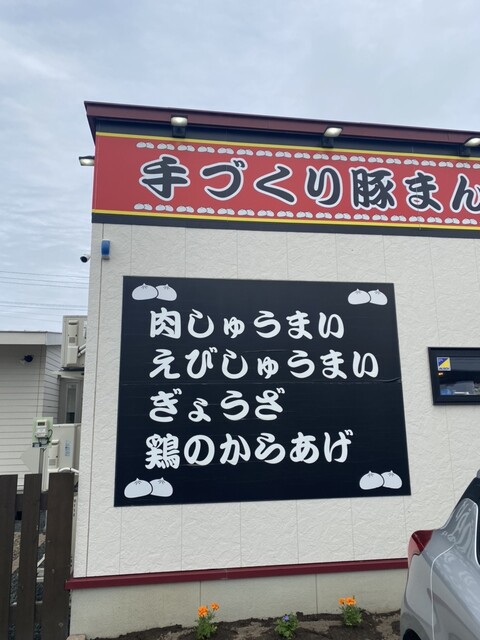 手づくり豚まん
肉しゅうまい
えびしゅうまい
ぎょうざ
鶏のからあげ